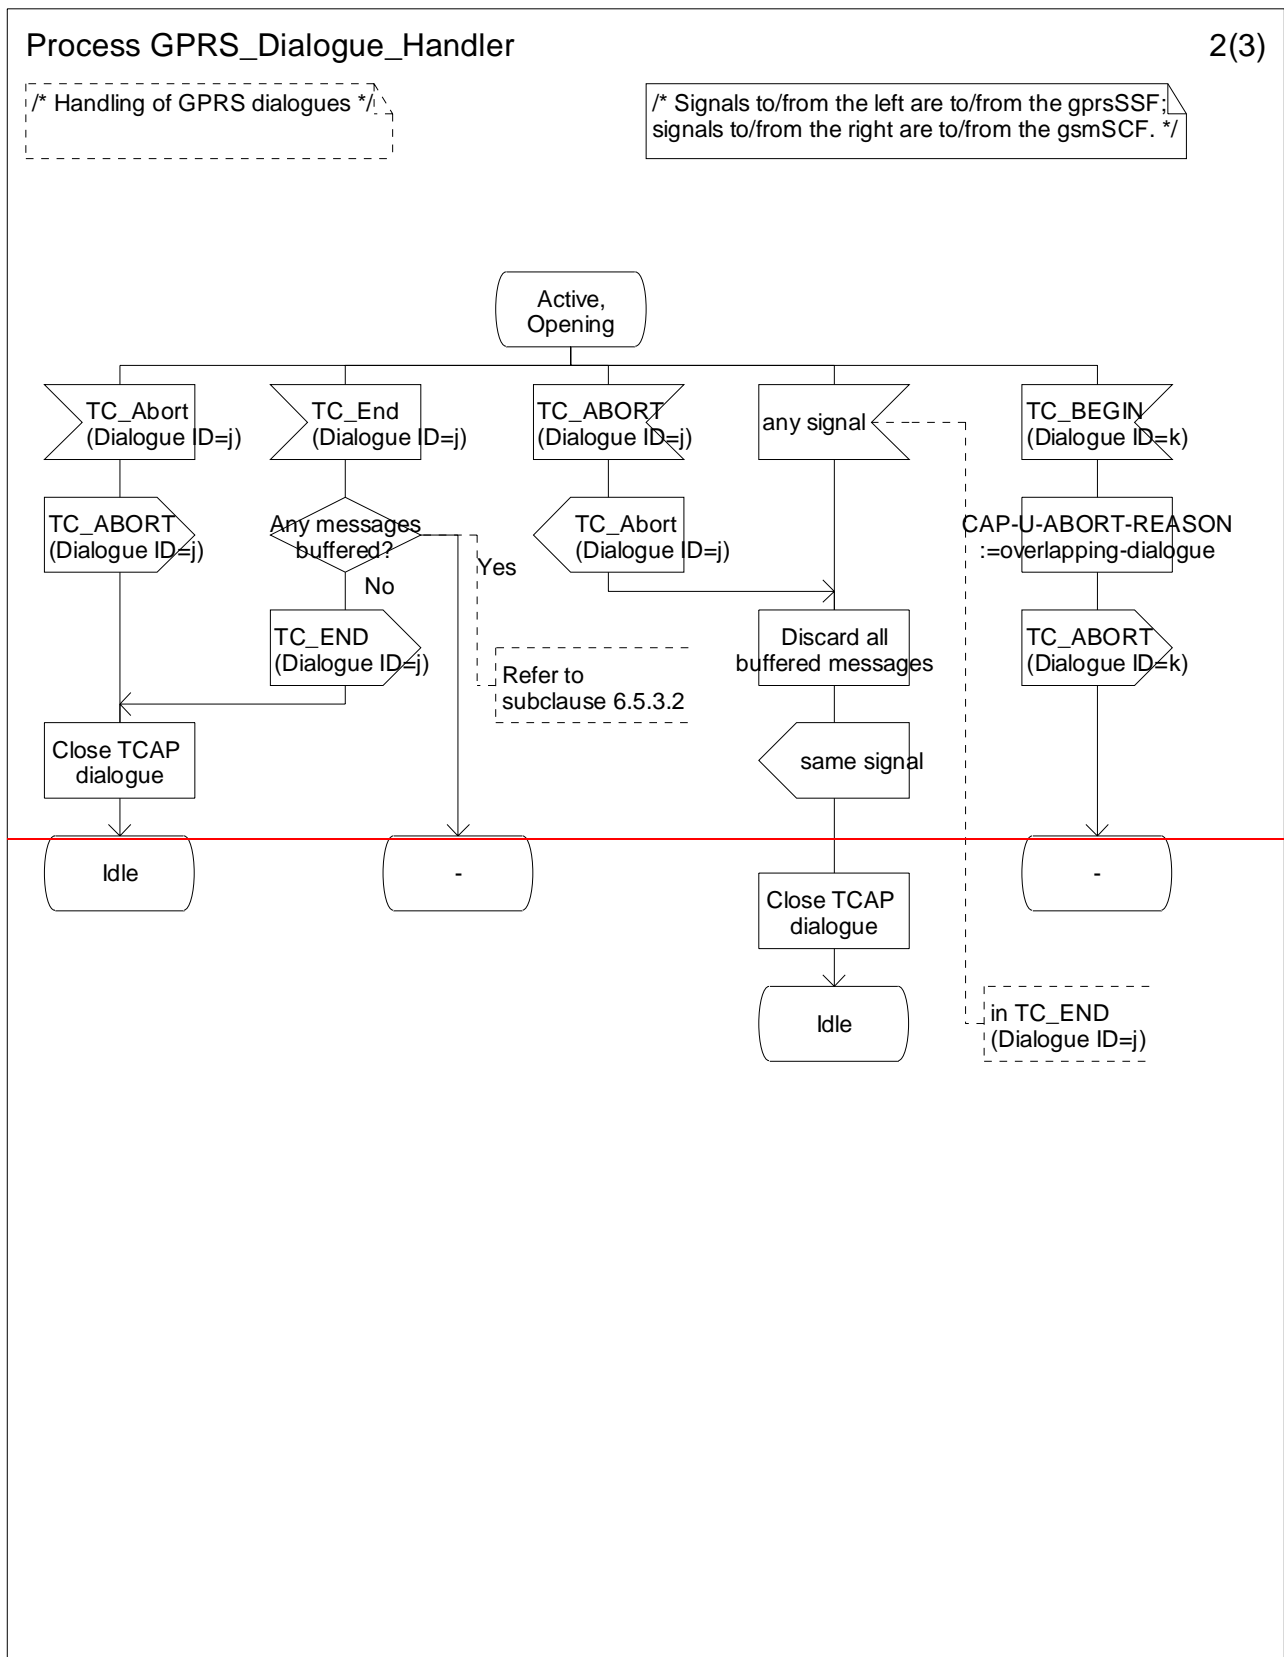 Process GPRS_Dialogue_Handler
2(3)
/* Handling of GPRS dialogues */
/* Signals to/from the left are to/from the gprsSSF;
signals to/from the right are to/from the gsmSCF. */
Active,
Opening
TC_Abort
(Dialogue ID=j)
TC_End
(Dialogue ID=j)
TC_ABORT
(Dialogue ID=j)
any signal
TC_BEGIN
(Dialogue ID=k)
TC_ABORT
(Dialogue ID=j)
Any messages
buffered?
Yes
No
TC_Abort
(Dialogue ID=j)
CAP-U-ABORT-REASON
:=overlapping-dialogue
TC_END
(Dialogue ID=j)
Refer to
subclause 6.5.3.2
Discard all
buffered messages
TC_ABORT
(Dialogue ID=k)
Close TCAP
dialogue
same signal
Idle
-
Close TCAP
dialogue
-
Idle
in TC_END
(Dialogue ID=j)